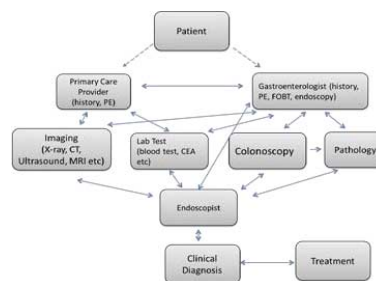 Patient
Primary Care
Provider
(history, PE)
Gastroenterologist (history,
PE, FOBT, endoscopy)
Imaging
(X-ray, CT,
Ultrasound, MRI etc)
Lab Test
(blood test, CEA
etc)
Colonoscopy
Pathology
Endoscopist
Clinical
Diagnosis
Treatment